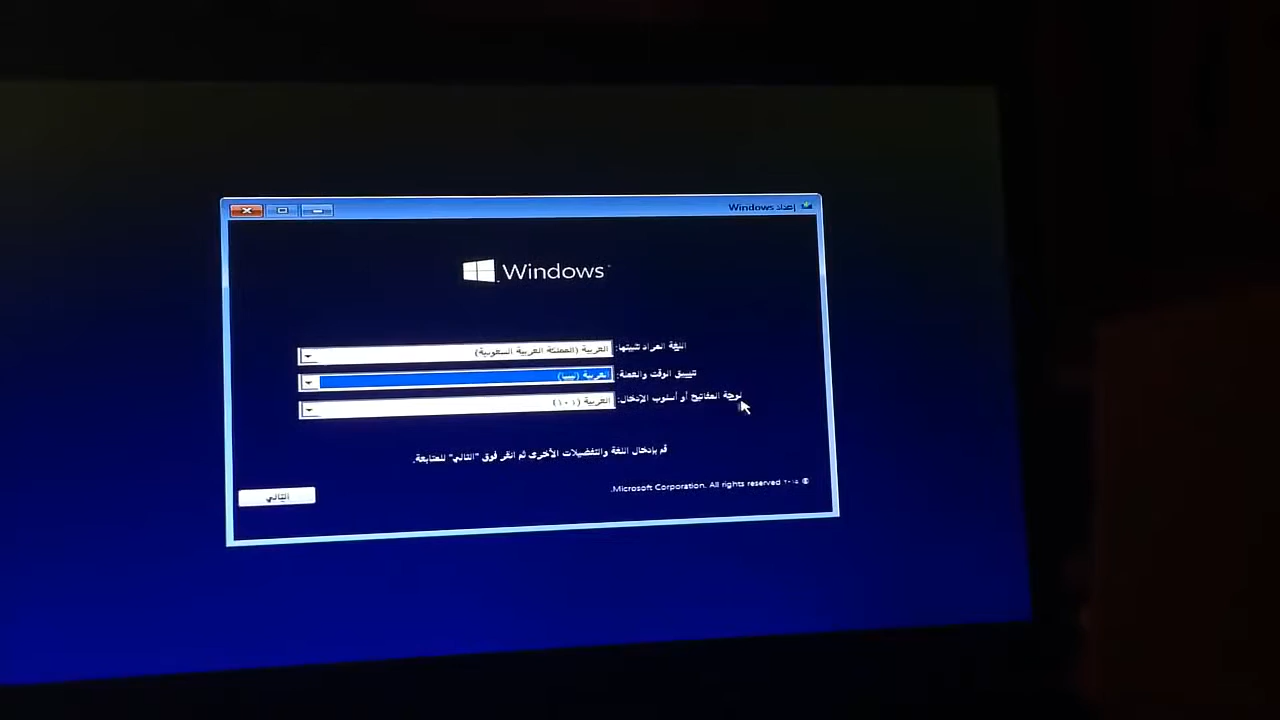 إعداد Windows
Windows
اللغة المراد تثبيتها: العربية (المملكة العربية السعودية)
تنسيق الوقت والعملة: العربية (ليبيا)
لوحة المفاتيح أو أسلوب الإدخال: العربية (١٠١)
قم بإدخال اللغة والتفضيلات الأخرى ثم انقر فوق "التالي" للمتابعة.
© ٢٠١٥ Microsoft Corporation. All rights reserved.
التالي